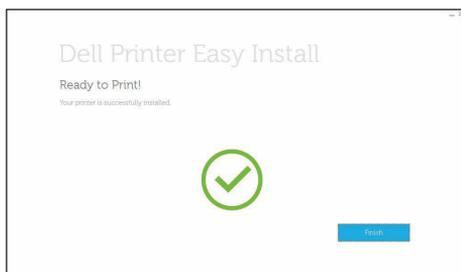 Dell Printer Easy Install
Ready to Print!
Your printer is successfully installed.
Finish